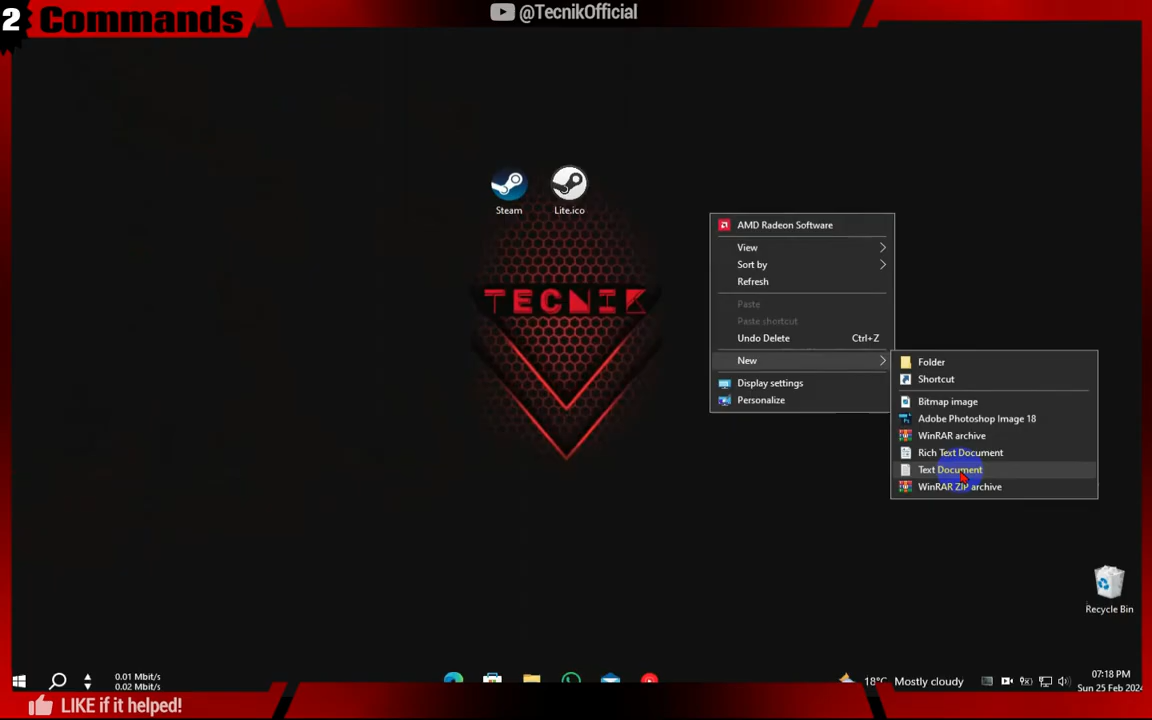 2 Commands
@TecnikOfficial
Steam
Lite.ico
TECNIK
AMD Radeon Software
View
Sort by
Refresh
Paste
Paste shortcut
Undo Delete Ctrl+Z
New
Display settings
Personalize
Folder
Shortcut
Bitmap image
Adobe Photoshop Image 18
WinRAR archive
Rich Text Document
Text Document
WinRAR ZIP archive
Recycle Bin
0.01 Mbit/s
0.02 Mbit/s
18°C Mostly cloudy
07:18 PM
Sun 25 Feb 2024
LIKE if it helped!